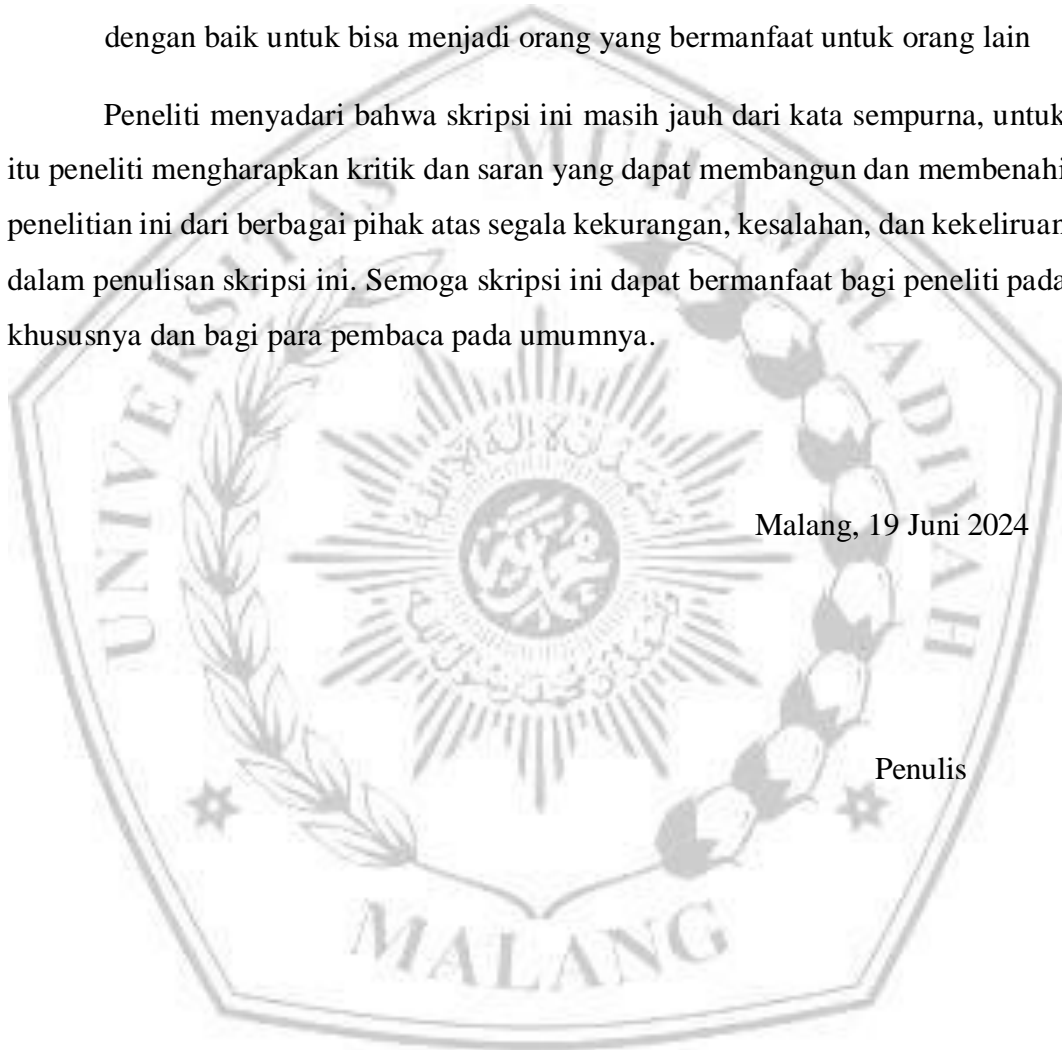 dengan baik untuk bisa menjadi orang yang bermanfaat untuk orang lain
Peneliti menyadari bahwa skripsi ini masih jauh dari kata sempurna, untuk
itu peneliti mengharapkan kritik dan saran yang dapat membangun dan membenahi
penelitian ini dari berbagai pihak atas segala kekurangan, kesalahan, dan kekeliruan
dalam penulisan skripsi ini. Semoga skripsi ini dapat bermanfaat bagi peneliti pada
khususnya dan bagi para pembaca pada umumnya.
Malang, 19 Juni 2024
Penulis
UNIVERSITAS MUHAMMADIYAH
MALANG